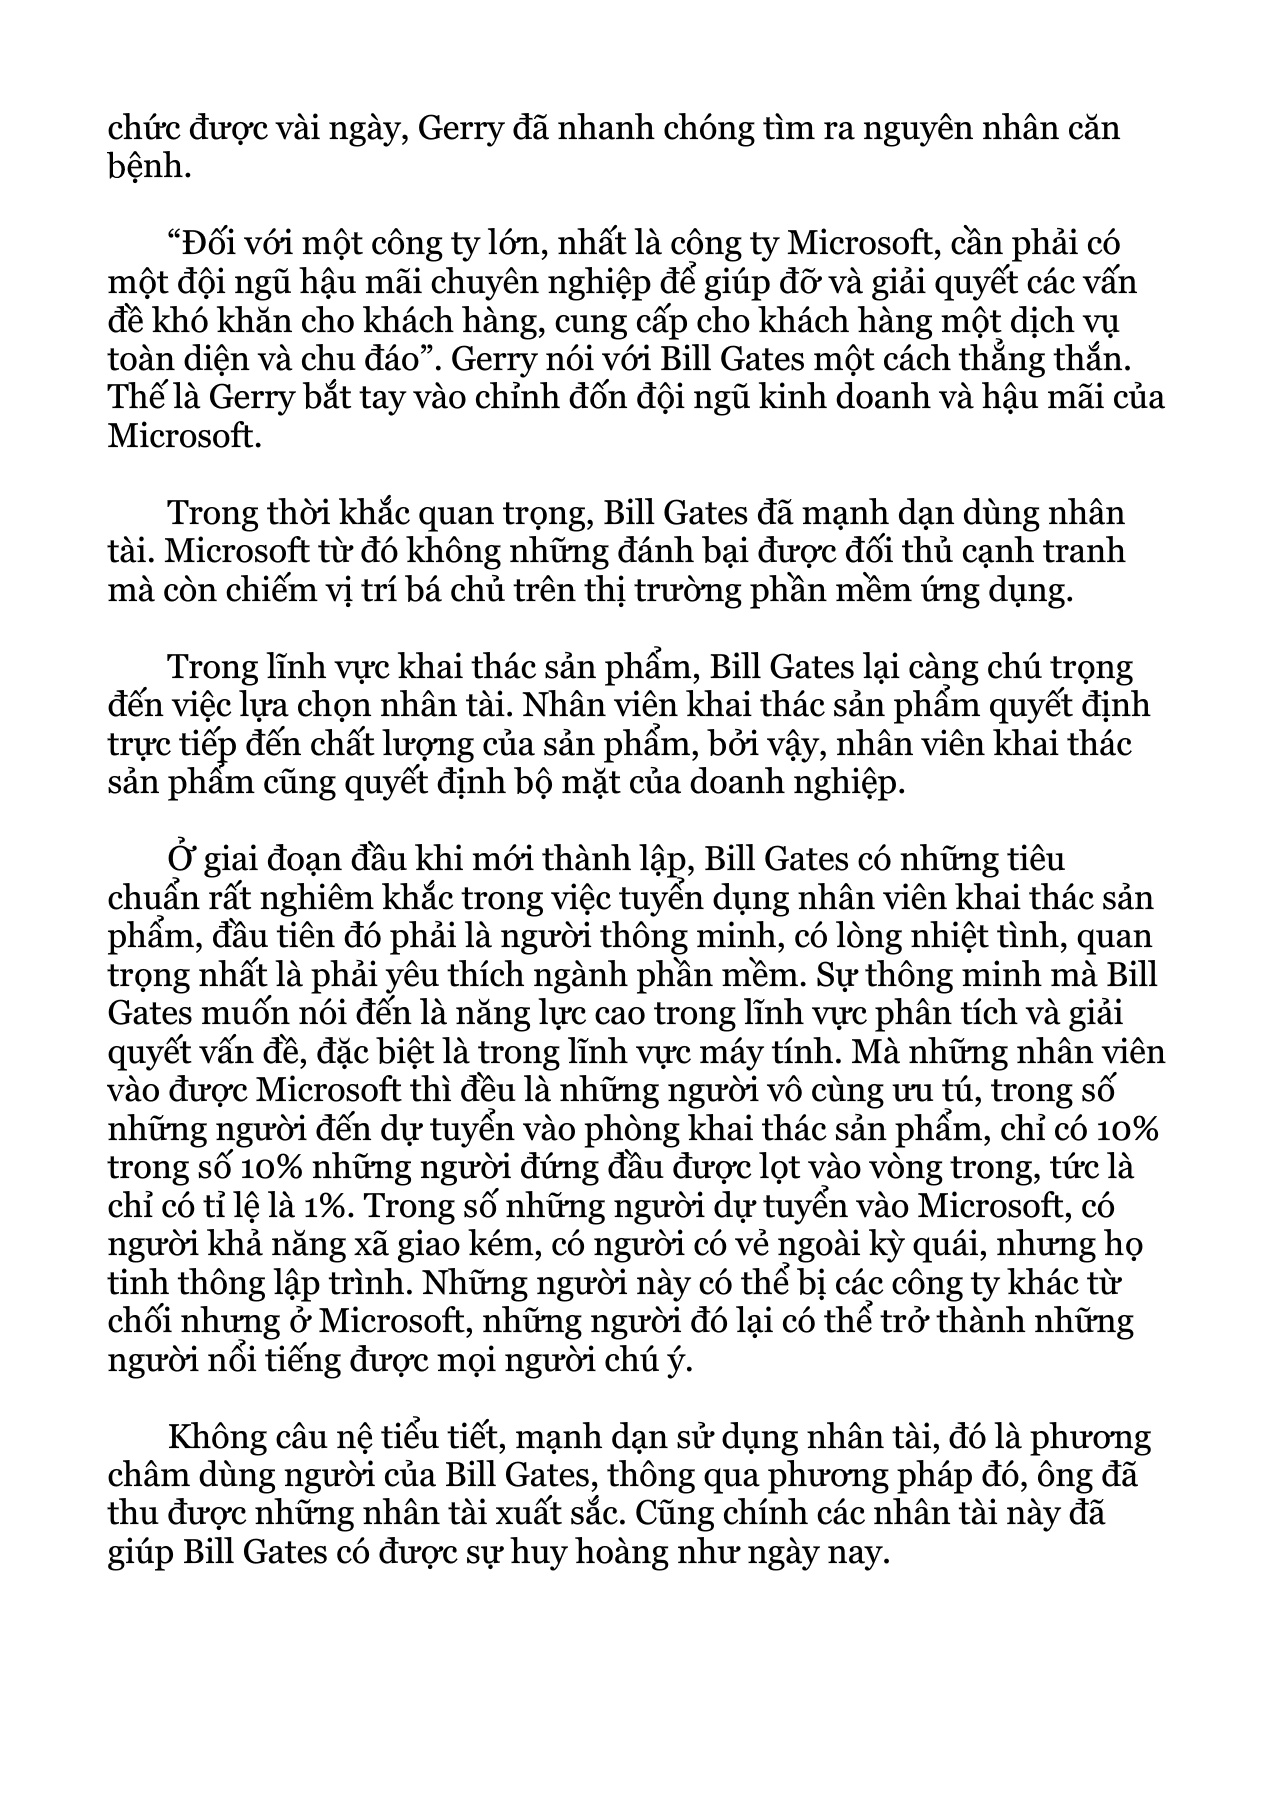 chức được vài ngày, Gerry đã nhanh chóng tìm ra nguyên nhân căn
bệnh.
“Đối với một công ty lớn, nhất là công ty Microsoft, cần phải có
một đội ngũ hậu mãi chuyên nghiệp để giúp đỡ và giải quyết các vấn
đề khó khăn cho khách hàng, cung cấp cho khách hàng một dịch vụ
toàn diện và chu đáo”. Gerry nói với Bill Gates một cách thẳng thắn.
Thế là Gerry bắt tay vào chỉnh đốn đội ngũ kinh doanh và hậu mãi của
Microsoft.
Trong thời khắc quan trọng, Bill Gates đã mạnh dạn dùng nhân
tài. Microsoft từ đó không những đánh bại được đối thủ cạnh tranh
mà còn chiếm vị trí bá chủ trên thị trường phần mềm ứng dụng.
Trong lĩnh vực khai thác sản phẩm, Bill Gates lại càng chú trọng
đến việc lựa chọn nhân tài. Nhân viên khai thác sản phẩm quyết định
trực tiếp đến chất lượng của sản phẩm, bởi vậy, nhân viên khai thác
sản phẩm cũng quyết định bộ mặt của doanh nghiệp.
Ở giai đoạn đầu khi mới thành lập, Bill Gates có những tiêu
chuẩn rất nghiêm khắc trong việc tuyển dụng nhân viên khai thác sản
phẩm, đầu tiên đó phải là người thông minh, có lòng nhiệt tình, quan
trọng nhất là phải yêu thích ngành phần mềm. Sự thông minh mà Bill
Gates muốn nói đến là năng lực cao trong lĩnh vực phân tích và giải
quyết vấn đề, đặc biệt là trong lĩnh vực máy tính. Mà những nhân viên
vào được Microsoft thì đều là những người vô cùng ưu tú, trong số
những người đến dự tuyển vào phòng khai thác sản phẩm, chỉ có 10%
trong số 10% những người đứng đầu được lọt vào vòng trong, tức là
chỉ có tỉ lệ là 1%. Trong số những người dự tuyển vào Microsoft, có
người khả năng xã giao kém, có người có vẻ ngoài kỳ quái, nhưng họ
tinh thông lập trình. Những người này có thể bị các công ty khác từ
chối nhưng ở Microsoft, những người đó lại có thể trở thành những
người nổi tiếng được mọi người chú ý.
Không câu nệ tiểu tiết, mạnh dạn sử dụng nhân tài, đó là phương
châm dùng người của Bill Gates, thông qua phương pháp đó, ông đã
thu được những nhân tài xuất sắc. Cũng chính các nhân tài này đã
giúp Bill Gates có được sự huy hoàng như ngày nay.